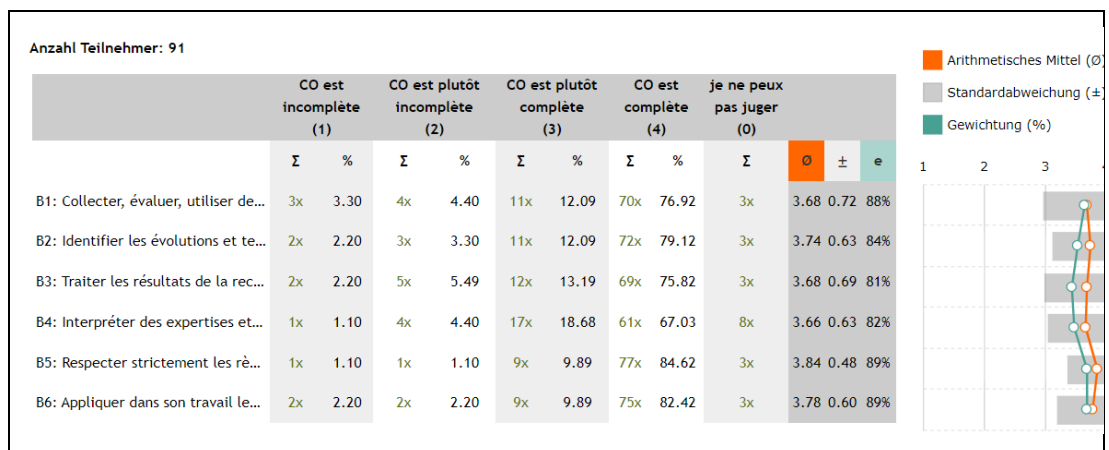 Anzahl Teilnehmer: 91
CO est incomplète (1) CO est plutôt incomplète (2) CO est plutôt complète (3) CO est complète (4) je ne peux pas juger (0)
Σ % Σ % Σ % Σ % Σ Ø ± e
B1: Collecter, évaluer, utiliser de... 3x 3.30 4x 4.40 11x 12.09 70x 76.92 3x 3.68 0.72 88%
B2: Identifier les évolutions et te... 2x 2.20 3x 3.30 11x 12.09 72x 79.12 3x 3.74 0.63 84%
B3: Traiter les résultats de la rec... 2x 2.20 5x 5.49 12x 13.19 69x 75.82 3x 3.68 0.69 81%
B4: Interpréter des expertises et... 1x 1.10 4x 4.40 17x 18.68 61x 67.03 8x 3.66 0.63 82%
B5: Respecter strictement les rè... 1x 1.10 1x 1.10 9x 9.89 77x 84.62 3x 3.84 0.48 89%
B6: Appliquer dans son travail le... 2x 2.20 2x 2.20 9x 9.89 75x 82.42 3x 3.78 0.60 89%
Arithmetisches Mittel (Ø)
Standardabweichung (±)
Gewichtung (%)
1 2 3